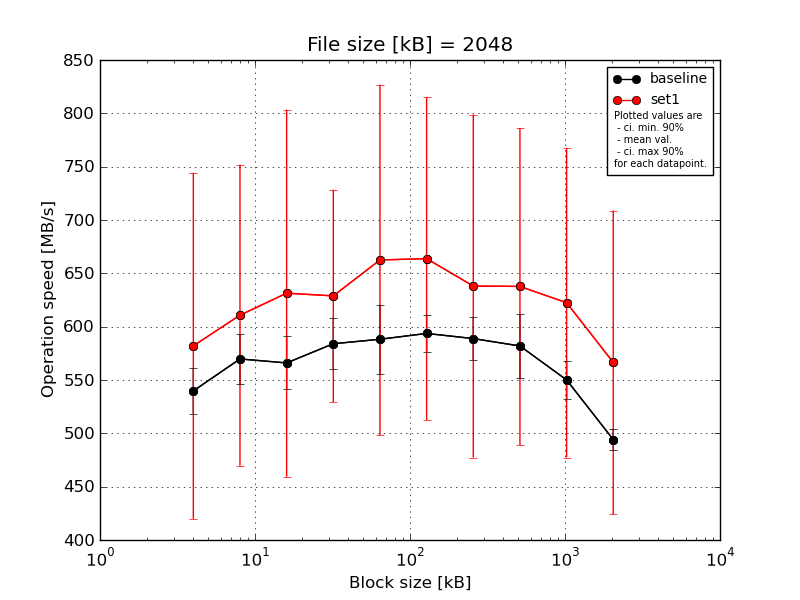 File size [kB] = 2048
850
800
750
700
650
600
550
500
450
400
Operation speed [MB/s]
baseline
set1
Plotted values are
- ci. min. 90%
- mean val.
- ci. max 90%
for each datapoint.
10^0 10^1 10^2 10^3 10^4
Block size [kB]